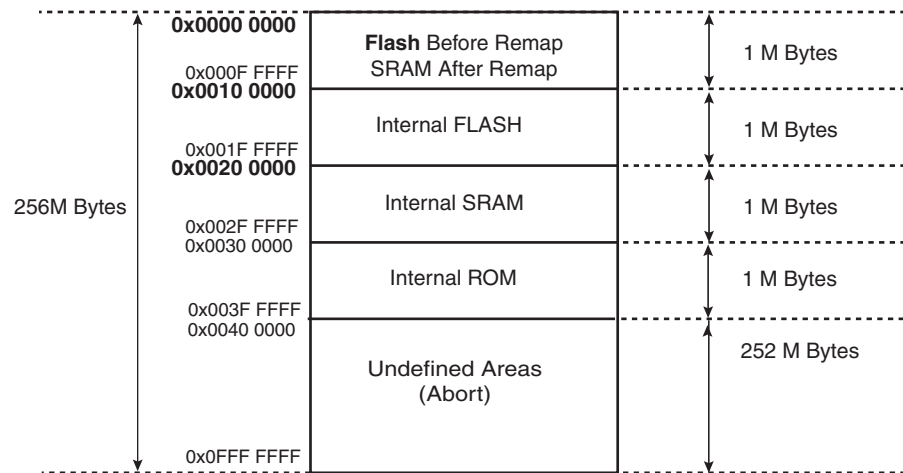 0x0000 0000
Flash Before Remap
SRAM After Remap
1 M Bytes
0x000F FFFF
0x0010 0000
Internal FLASH
1 M Bytes
0x001F FFFF
0x0020 0000
256M Bytes
Internal SRAM
1 M Bytes
0x002F FFFF
0x0030 0000
Internal ROM
1 M Bytes
0x003F FFFF
0x0040 0000
252 M Bytes
Undefined Areas
(Abort)
0x0FFF FFFF